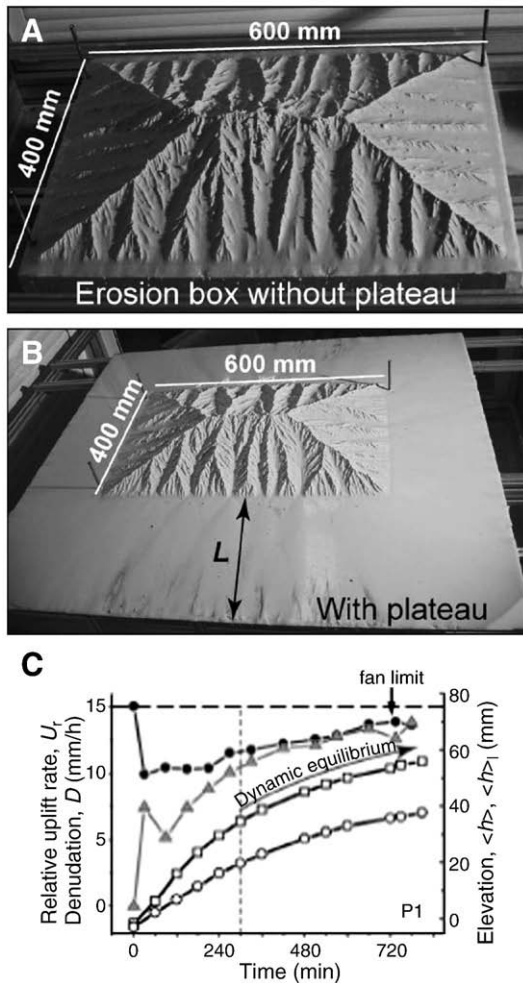 A
600 mm
400 mm
Erosion box without plateau
B
600 mm
400 mm
L
With plateau
C
fan limit
Relative uplift rate, Ur
Denudation, D (mm/h)
15
10
5
0
Dynamic equilibrium
P1
80
60
40
20
0
Elevation, <h>, <h>l (mm)
0
240
480
720
Time (min)